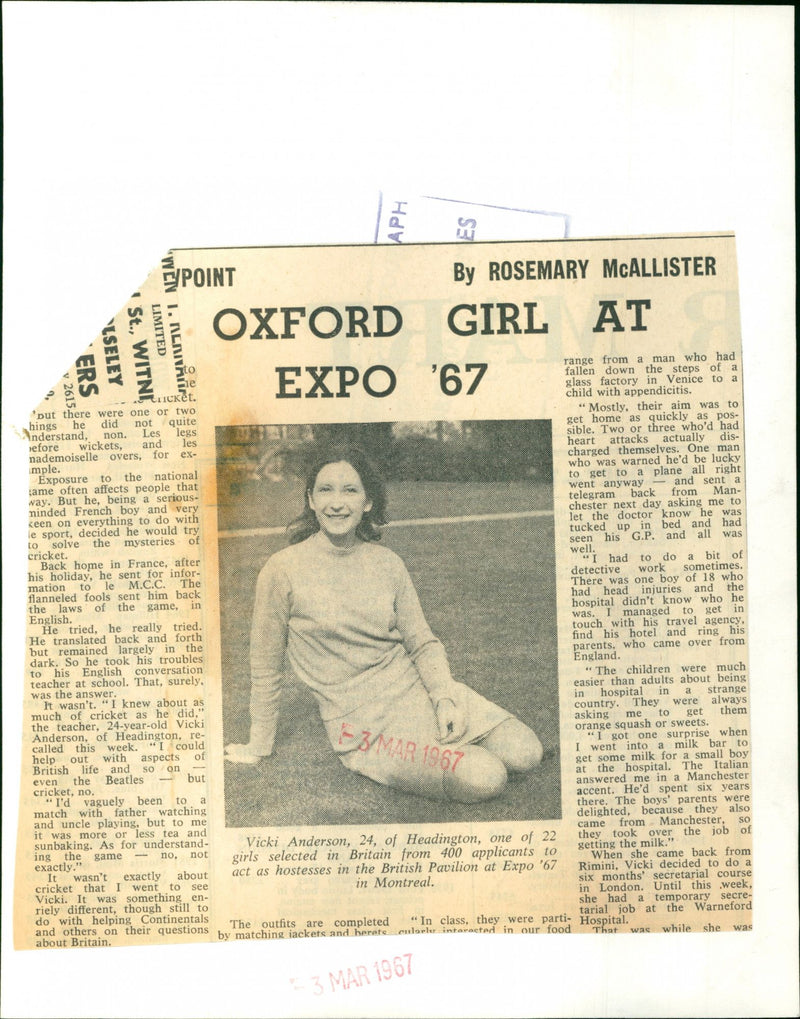 APH
ES
WEN T.
LIMITED
St., WITN
LSELEY
ERS
2615
/POINT
By ROSEMARY McALLISTER
OXFORD GIRL AT
EXPO '67
to
cricket.
but there were one or two
hings he did not quite
nderstand, non. Les legs
before wickets, and les
mademoiselle overs, for ex-
mple.
Exposure to the national
game often affects people that
way. But he, being a serious-
minded French boy and very
keen on everything to do with
le sport, decided he would try
to solve the mysteries of
cricket.
Back home in France, after
his holiday, he sent for infor-
mation to le M.C.C. The
flanneled fools sent him back
the laws of the game, in
English.
He tried, he really tried.
He translated back and forth
but remained largely in the
dark. So he took his troubles
to his English conversation
teacher at school. That, surely,
was the answer.
It wasn't. "I knew about as
much of cricket as he did,"
the teacher, 24-year-old Vicki
Anderson, of Headington, re-
called this week. "I could
help out with aspects of
British life and so on —
even the Beatles — but
cricket, no.
"I'd vaguely been to a
match with father watching
and uncle playing, but to me
it was more or less tea and
sunbaking. As for understand-
ing the game — no, not
exactly."
It wasn't exactly about
cricket that I went to see
Vicki. It was something en-
riely different, though still to
do with helping Continentals
and others on their questions
about Britain.
-3 MAR 1967
Vicki Anderson, 24, of Headington, one of 22
girls selected in Britain from 400 applicants to
act as hostesses in the British Pavilion at Expo '67
in Montreal.
The outfits are completed
by matching jackets and berets
"In class, they were parti-
cularly interested in our food
range from a man who had
fallen down the steps of a
glass factory in Venice to a
child with appendicitis.
"Mostly, their aim was to
get home as quickly as pos-
sible. Two or three who'd had
heart attacks actually dis-
charged themselves. One man
who was warned he'd be lucky
to get to a plane all right
went anyway — and sent a
telegram back from Man-
chester next day asking me to
let the doctor know he was
tucked up in bed and had
seen his G.P. and all was
well.
"I had to do a bit of
detective work sometimes.
There was one boy of 18 who
had head injuries and the
hospital didn't know who he
was. I managed to get in
touch with his travel agency,
find his hotel and ring his
parents, who came over from
England.
"The children were much
easier than adults about being
in hospital in a strange
country. They were always
asking me to get them
orange squash or sweets.
"I got one surprise when
I went into a milk bar to
get some milk for a small boy
at the hospital. The Italian
answered me in a Manchester
accent. He'd spent six years
there. The boys' parents were
delighted, because they also
came from Manchester, so
they took over the job of
getting the milk."
When she came back from
Rimini, Vicki decided to do a
six months' secretarial course
in London. Until this week,
she had a temporary secre-
tarial job at the Warneford
Hospital.
That was while she was
-3 MAR 1967